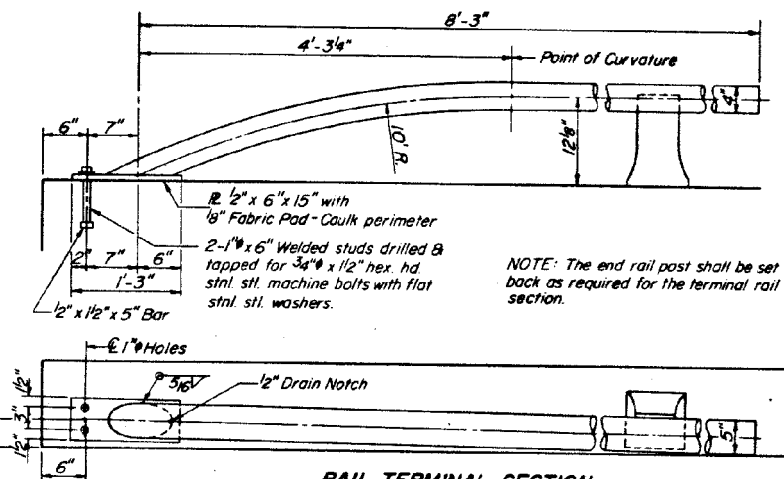 8'-3"
4'-3¼"
Point of Curvature
6"
7"
10' R.
12⅛"
4"
℄ ½" x 6" x 15" with
⅛" Fabric Pad - Caulk perimeter
2-1"φ x 6" Welded studs drilled &
tapped for ¾"φ x 1½" hex. hd.
stnl. stl. machine bolts with flat
stnl. stl. washers.
2"
7"
6"
1'-3"
½" x 1½" x 5" Bar
NOTE: The end rail post shall be set
back as required for the terminal rail
section.
℄ 1"φ Holes
5/16
½" Drain Notch
1½"
3"
1½"
6"
5"